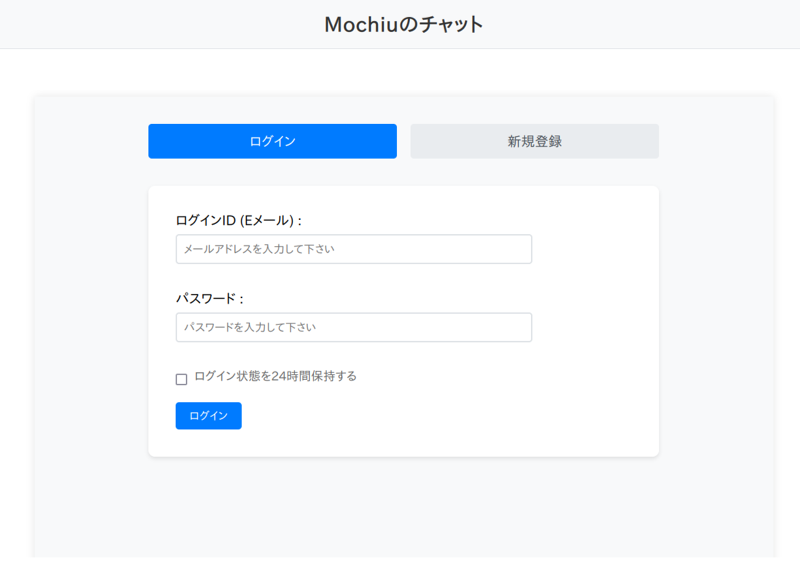 Mochiuのチャット
ログイン
新規登録
ログインID (Eメール) :
メールアドレスを入力して下さい
パスワード :
パスワードを入力して下さい
ログイン状態を24時間保持する
ログイン